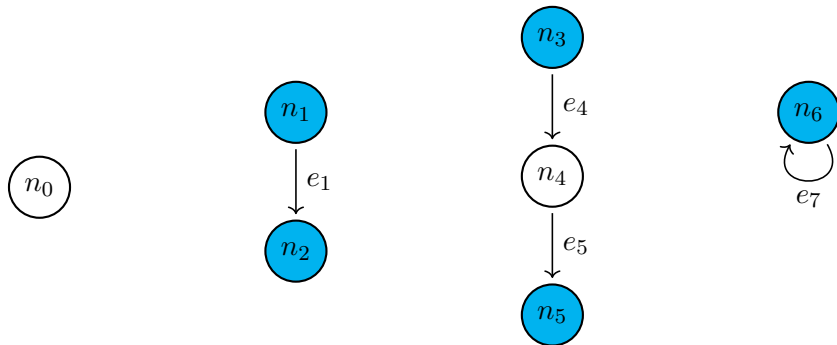 n₀
n₁
e₁
n₂
n₃
e₄
n₄
e₅
n₅
n₆
e₇